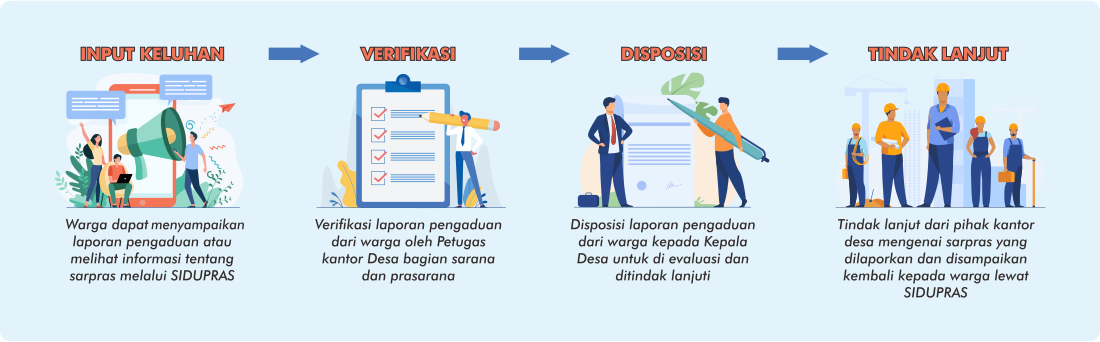 INPUT KELUHAN
VERIFIKASI
DISPOSISI
TINDAK LANJUT
Warga dapat menyampaikan
laporan pengaduan atau
melihat informasi tentang
sarpras melalui SIDUPRAS
Verifikasi laporan pengaduan
dari warga oleh Petugas
kantor Desa bagian sarana
dan prasarana
Disposisi laporan pengaduan
dari warga kepada Kepala
Desa untuk di evaluasi dan
ditindak lanjuti
Tindak lanjut dari pihak kantor
desa mengenai sarpras yang
dilaporkan dan disampaikan
kembali kepada warga lewat
SIDUPRAS